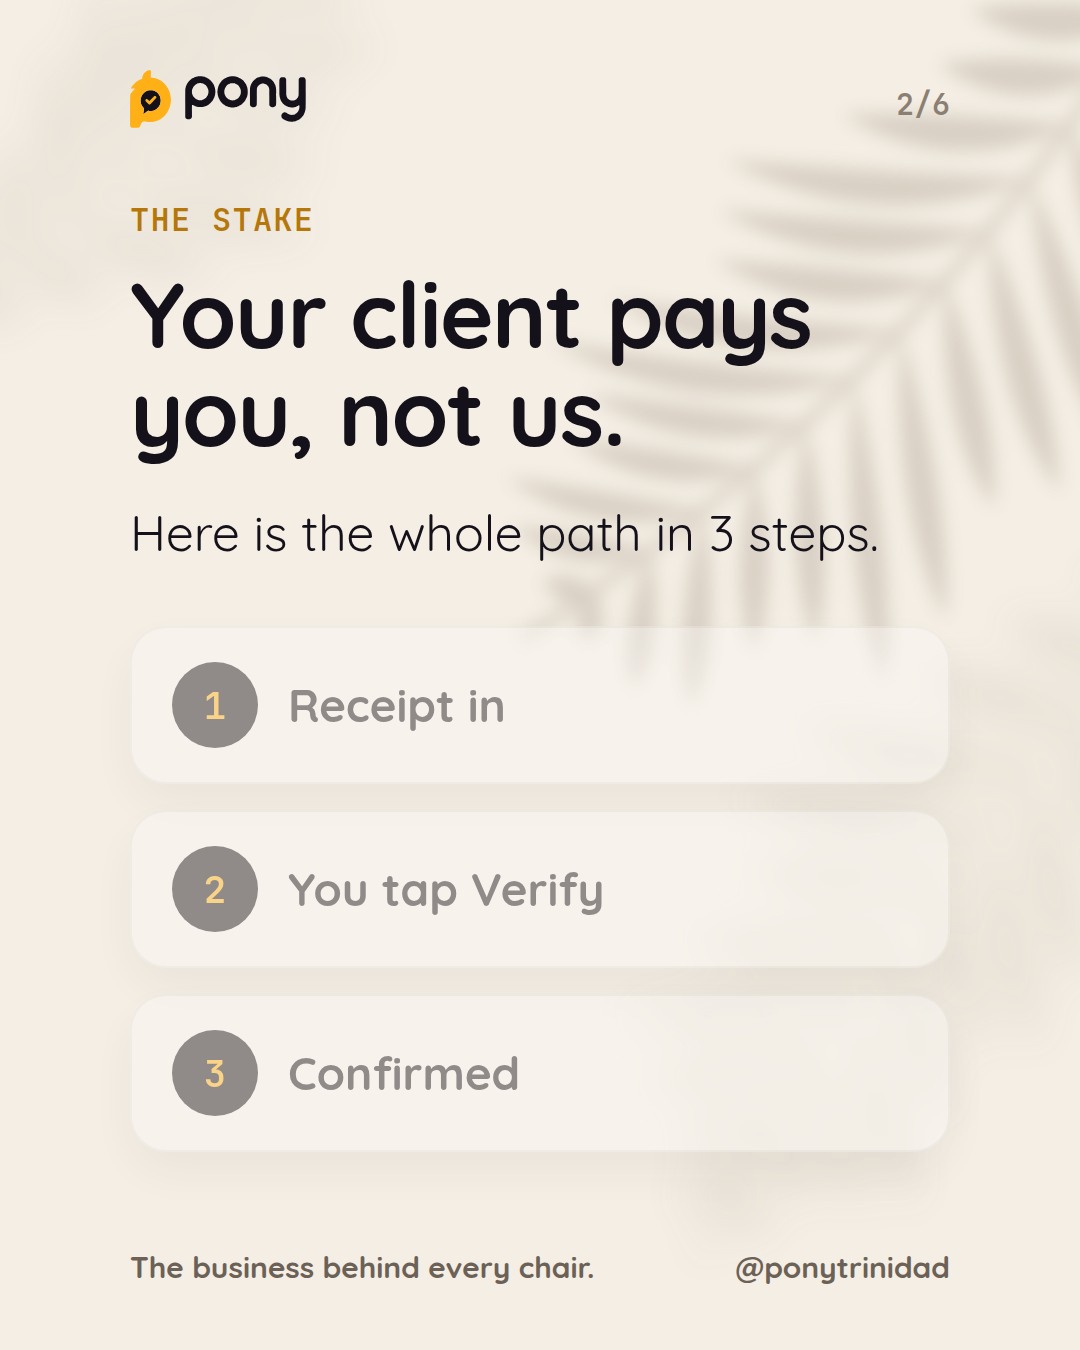 pony
2/6
THE STAKE
Your client pays
you, not us.
Here is the whole path in 3 steps.
1 Receipt in
2 You tap Verify
3 Confirmed
The business behind every chair.
@ponytrinidad